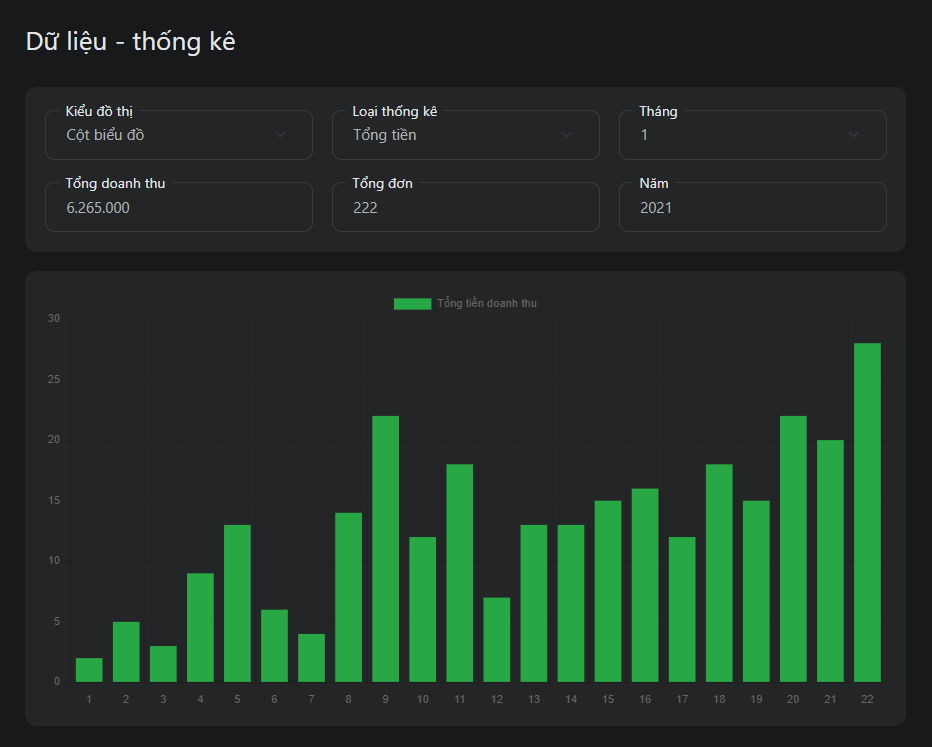 Dữ liệu - thống kê
Kiểu đồ thị
Cột biểu đồ
Loại thống kê
Tổng tiền
Tháng
1
Tổng doanh thu
6.265.000
Tổng đơn
222
Năm
2021
Tổng tiền doanh thu
30
25
20
15
10
5
0
1 2 3 4 5 6 7 8 9 10 11 12 13 14 15 16 17 18 19 20 21 22